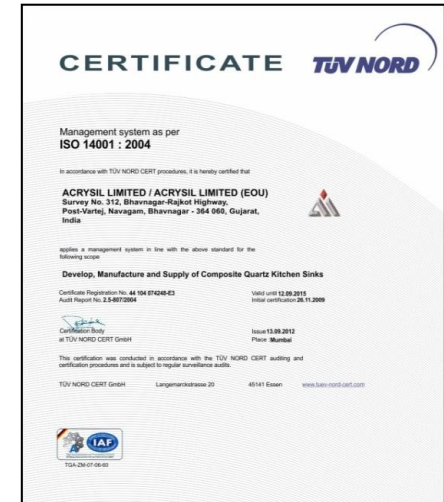 CERTIFICATE TÜV NORD
Management system as per
ISO 14001 : 2004
In accordance with TÜV NORD CERT procedures, it is hereby certified that
ACRYSIL LIMITED / ACRYSIL LIMITED (EOU)
Survey No. 312, Bhavnagar-Rajkot Highway,
Post-Vartej, Navagam, Bhavnagar - 364 060, Gujarat,
India
applies a management system in line with the above standard for the
following scope
Develop, Manufacture and Supply of Composite Quartz Kitchen Sinks
Certificate Registration No. 44 104 074248-E3 Valid until 12.09.2015
Audit Report No. 2.5-807/2004 Initial certification 26.11.2009
Certification Body Issue 13.09.2012
at TÜV NORD CERT GmbH Place :Mumbai
This certification was conducted in accordance with the TÜV NORD CERT auditing and
certification procedures and is subject to regular surveillance audits.
TÜV NORD CERT GmbH Langemarckstrasse 20 45141 Essen www.tuev-nord-cert.com
IAF
TGA-ZM-07-06-60